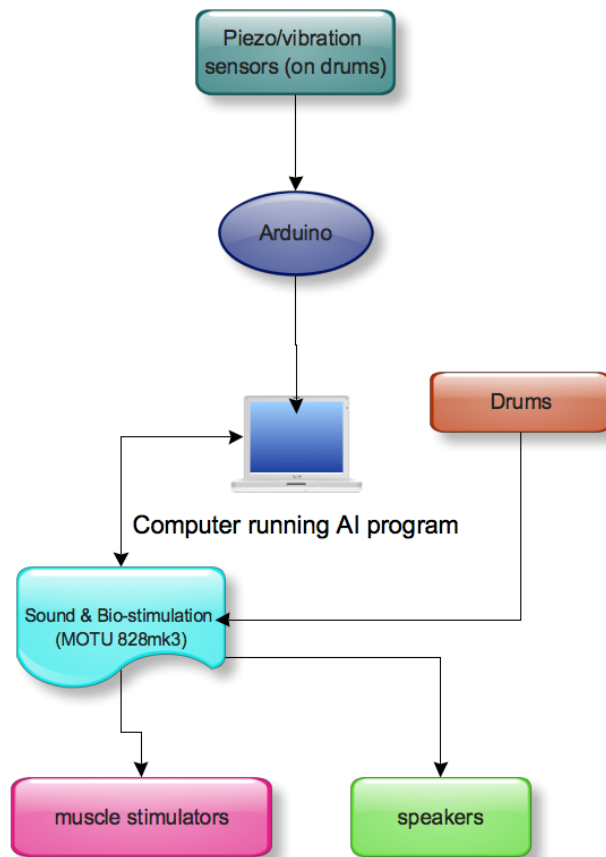 Piezo/vibration
sensors (on drums)
Arduino
Drums
Computer running AI program
Sound & Bio-stimulation
(MOTU 828mk3)
muscle stimulators
speakers